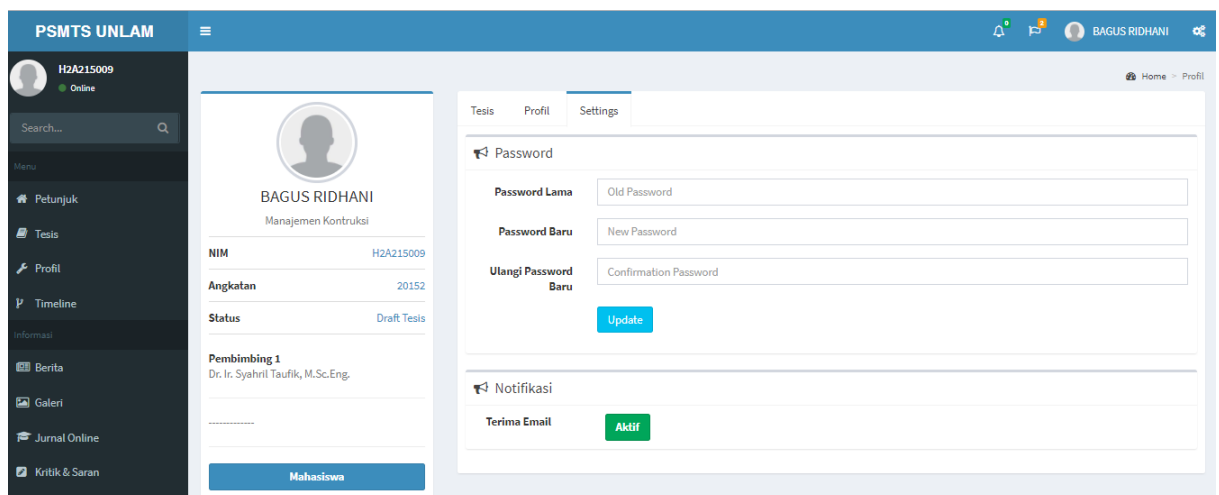 PSMTS UNLAM
0
2
BAGUS RIDHANI
H2A215009
Online
Search...
Menu
Petunjuk
Tesis
Profil
Timeline
Informasi
Berita
Galeri
Jurnal Online
Kritik & Saran
Home > Profil
BAGUS RIDHANI
Manajemen Kontruksi
NIM H2A215009
Angkatan 20152
Status Draft Tesis
Pembimbing 1
Dr. Ir. Syahril Taufik, M.Sc.Eng.
-------------
Mahasiswa
Tesis Profil Settings
Password
Password Lama Old Password
Password Baru New Password
Ulangi Password Confirmation Password
Baru
Update
Notifikasi
Terima Email Aktif